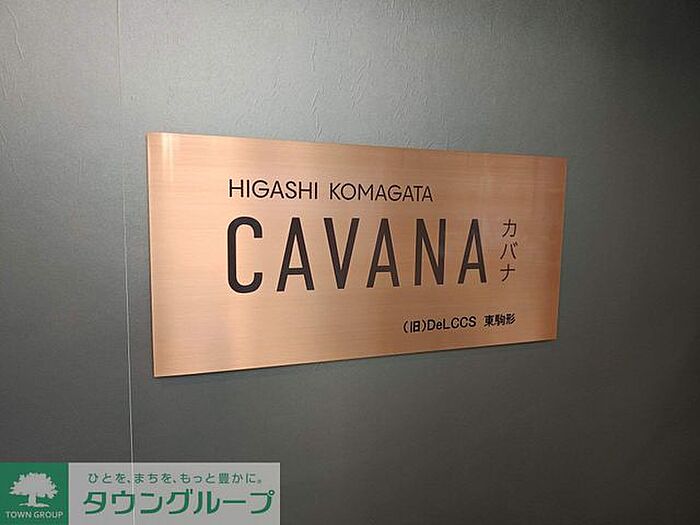 HIGASHI KOMAGATA
CAVANA
カバナ
(旧)DeLCCS 東駒形
ひとを、まちを、もっと豊かに。
タウングループ
TOWN GROUP